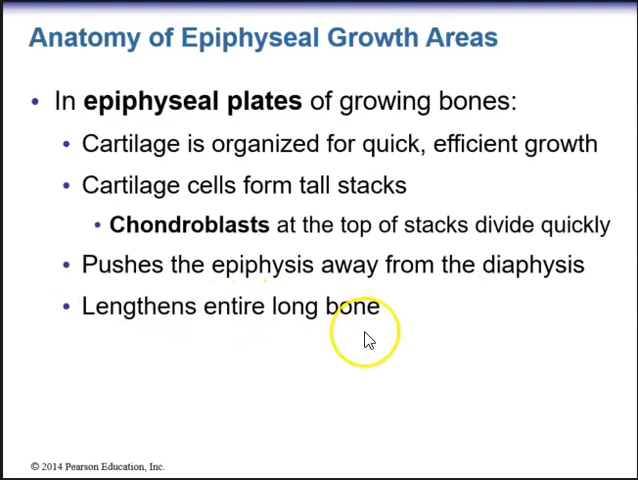 Anatomy of Epiphyseal Growth Areas
• In epiphyseal plates of growing bones:
• Cartilage is organized for quick, efficient growth
• Cartilage cells form tall stacks
• Chondroblasts at the top of stacks divide quickly
• Pushes the epiphysis away from the diaphysis
• Lengthens entire long bone
© 2014 Pearson Education, Inc.